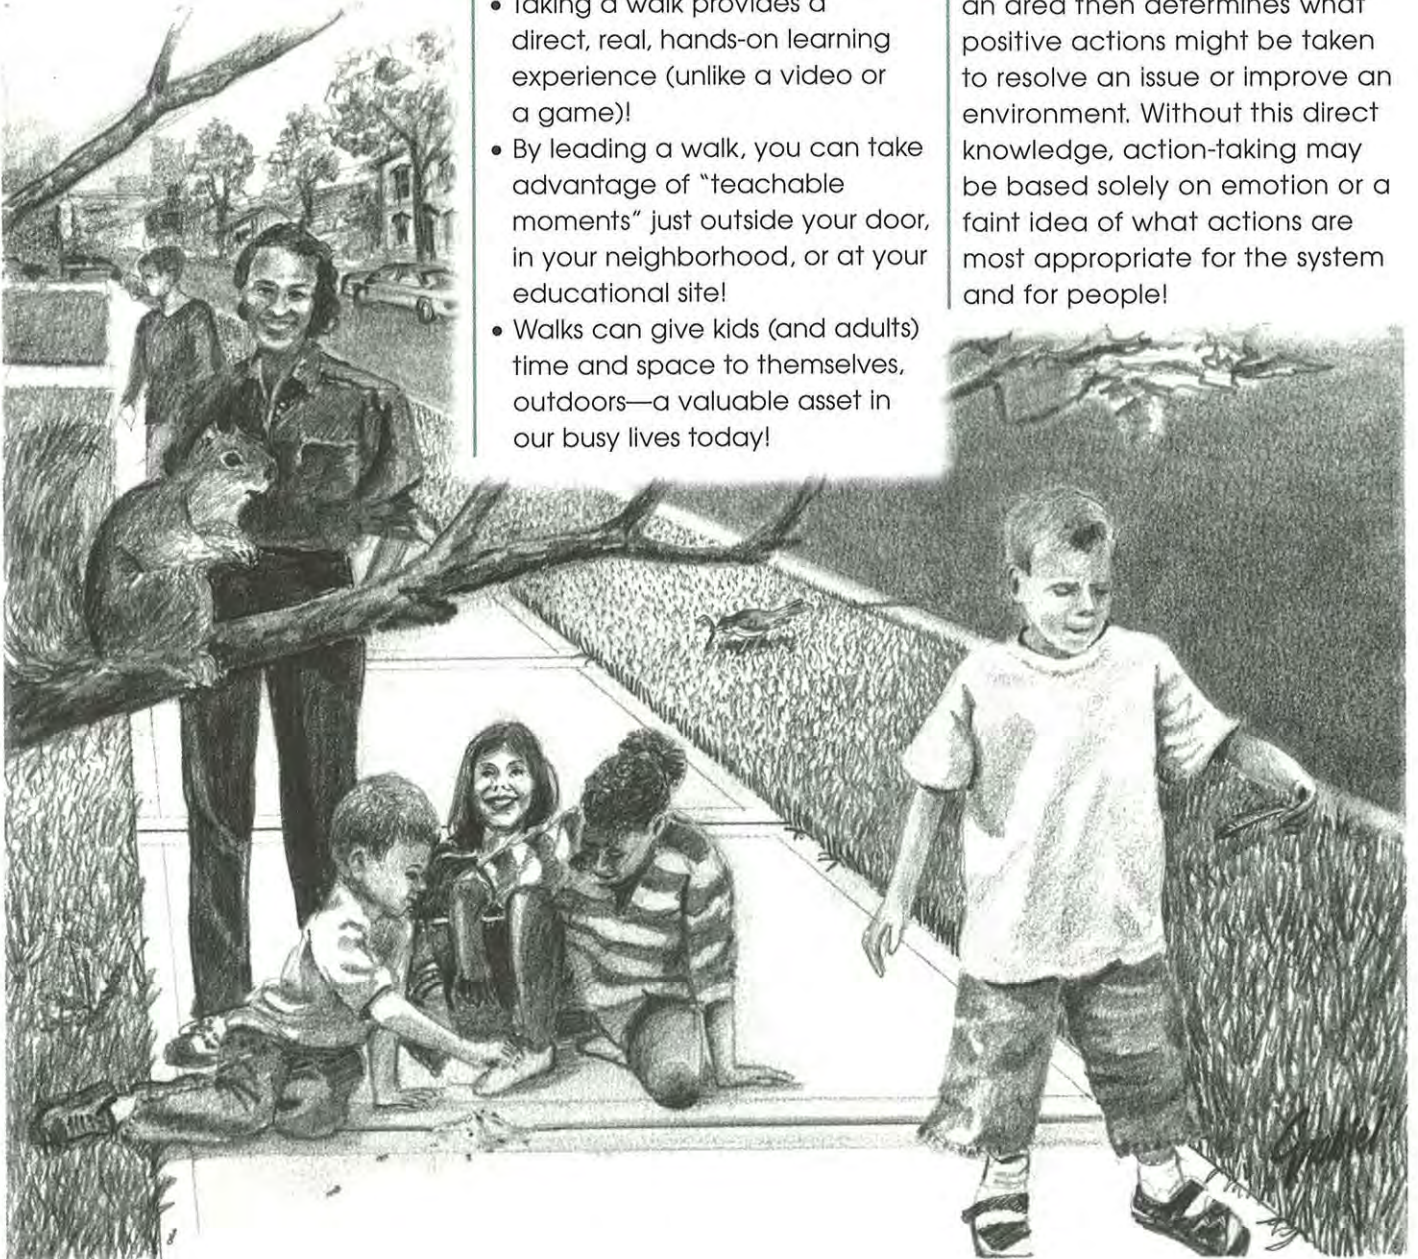 • Taking a walk provides a
direct, real, hands-on learning
experience (unlike a video or
a game)!
• By leading a walk, you can take
advantage of “teachable
moments” just outside your door,
in your neighborhood, or at your
educational site!
• Walks can give kids (and adults)
time and space to themselves,
outdoors—a valuable asset in
our busy lives today!
an area then determines what
positive actions might be taken
to resolve an issue or improve an
environment. Without this direct
knowledge, action-taking may
be based solely on emotion or a
faint idea of what actions are
most appropriate for the system
and for people!